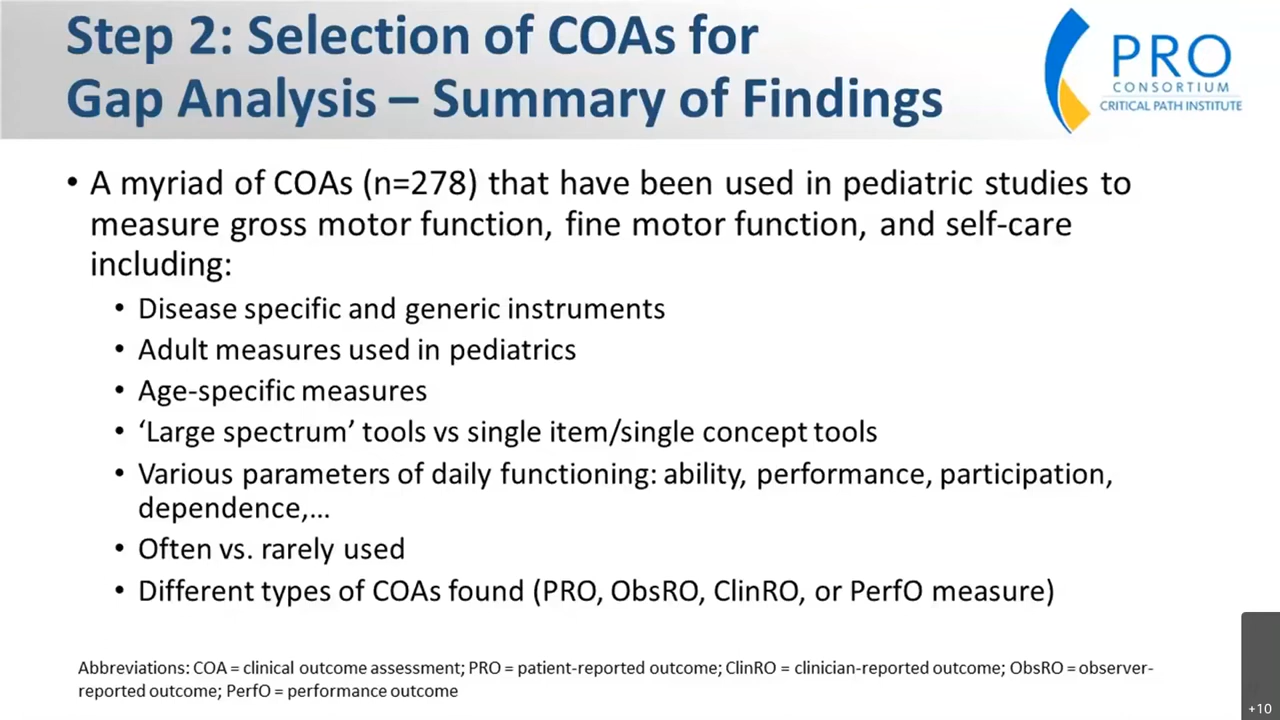 Step 2: Selection of COAs for
Gap Analysis – Summary of Findings
PRO
CONSORTIUM
CRITICAL PATH INSTITUTE
• A myriad of COAs (n=278) that have been used in pediatric studies to
measure gross motor function, fine motor function, and self-care
including:
• Disease specific and generic instruments
• Adult measures used in pediatrics
• Age-specific measures
• ‘Large spectrum’ tools vs single item/single concept tools
• Various parameters of daily functioning: ability, performance, participation,
dependence,...
• Often vs. rarely used
• Different types of COAs found (PRO, ObsRO, ClinRO, or PerfO measure)
Abbreviations: COA = clinical outcome assessment; PRO = patient-reported outcome; ClinRO = clinician-reported outcome; ObsRO = observer-
reported outcome; PerfO = performance outcome
+10